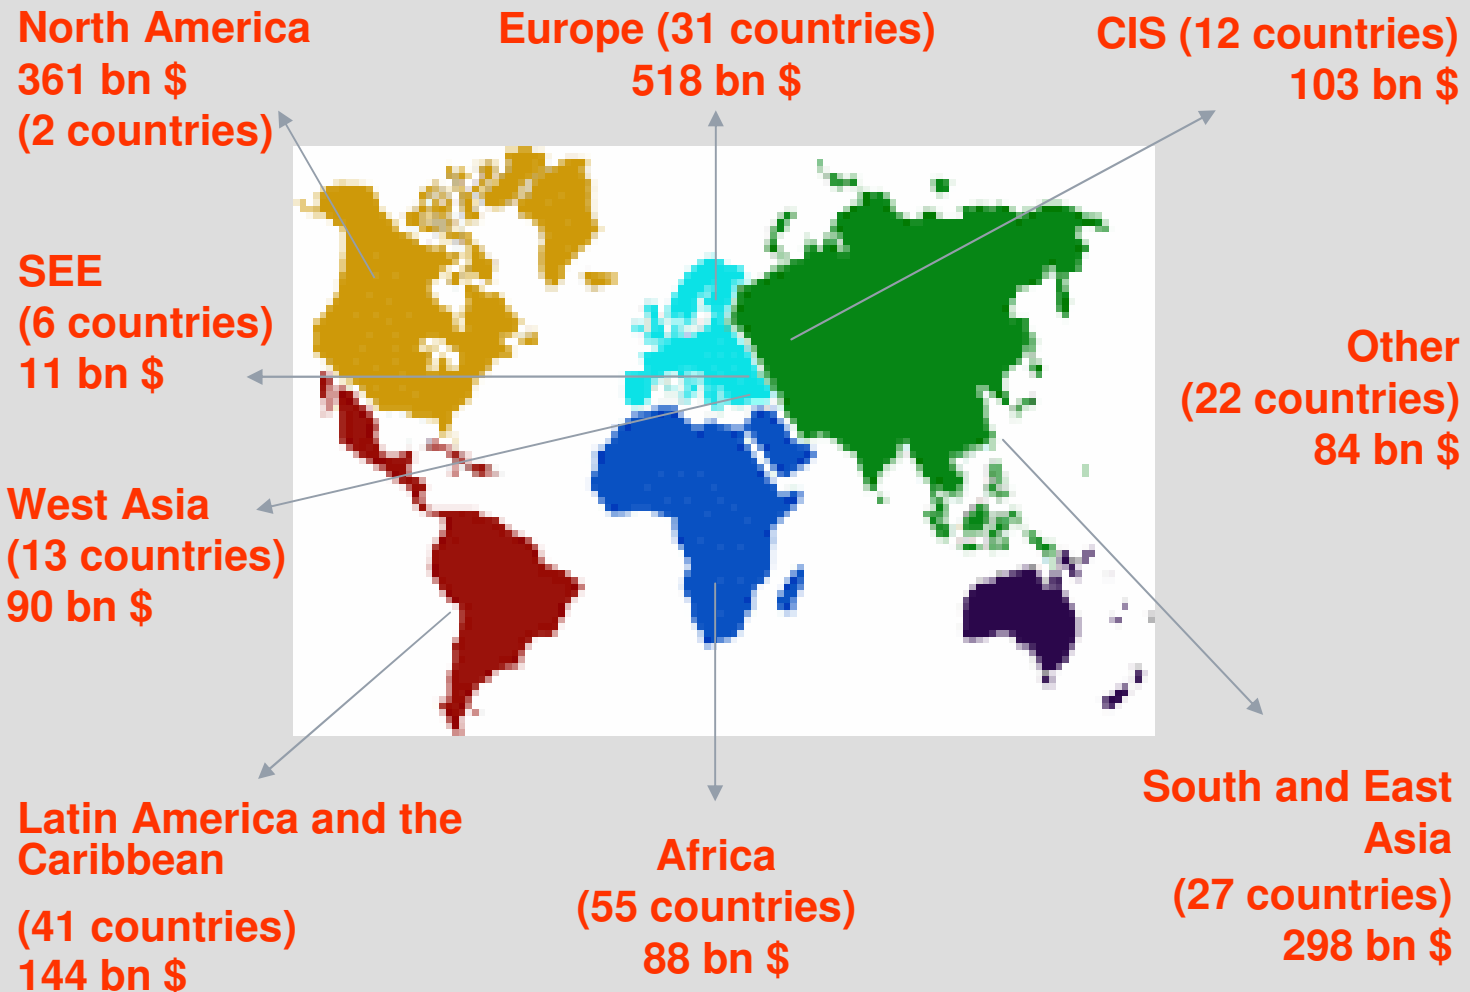 North America
361 bn $
(2 countries)
Europe (31 countries)
518 bn $
CIS (12 countries)
103 bn $
SEE
(6 countries)
11 bn $
Other
(22 countries)
84 bn $
West Asia
(13 countries)
90 bn $
Latin America and the
Caribbean
(41 countries)
144 bn $
Africa
(55 countries)
88 bn $
South and East
Asia
(27 countries)
298 bn $